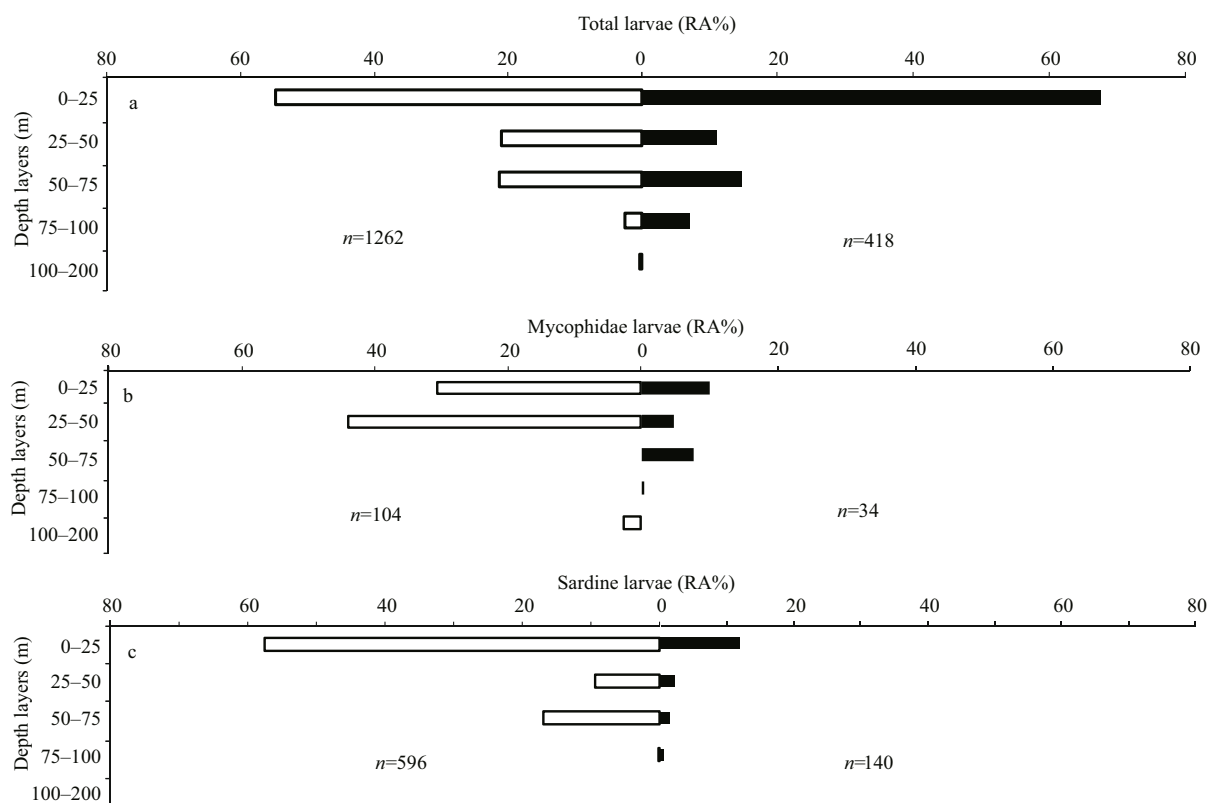 Total larvae (RA%)
80 60 40 20 0 20 40 60 80
a
Depth layers (m)
0–25
25–50
50–75
75–100
100–200
n=1262
n=418
Mycophidae larvae (RA%)
80 60 40 20 0 20 40 60 80
b
Depth layers (m)
0–25
25–50
50–75
75–100
100–200
n=104
n=34
Sardine larvae (RA%)
80 60 40 20 0 20 40 60 80
c
Depth layers (m)
0–25
25–50
50–75
75–100
100–200
n=596
n=140